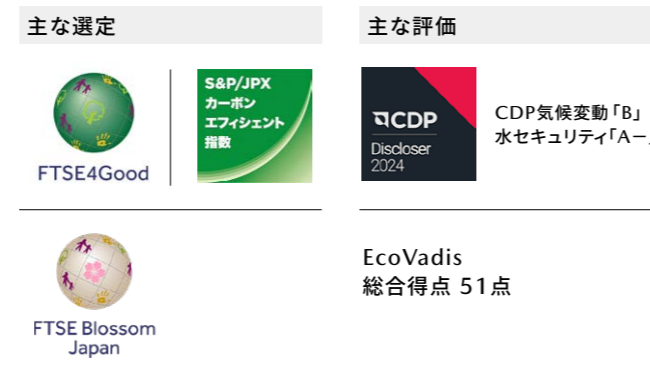 主な選定
FTSE4Good
S&P/JPX
カーボン
エフィシェント
指数
FTSE Blossom
Japan
主な評価
CDP
Discloser
2024
CDP気候変動「B」
水セキュリティ「A－
EcoVadis
総合得点 51点